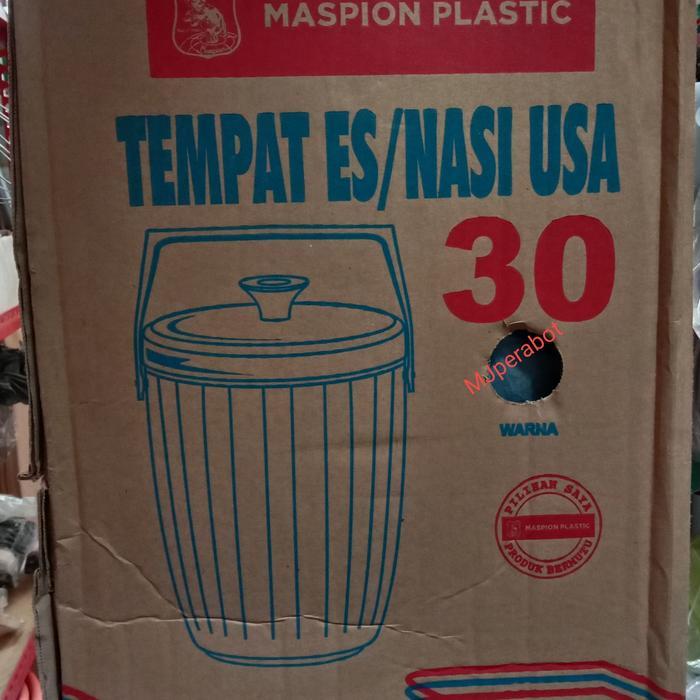 MASPION PLASTIC
TEMPAT ES/NASI USA
30
MJperabot
WARNA
PILIHAN SAYA
MASPION PLASTIC
PRODUK BERMUTU